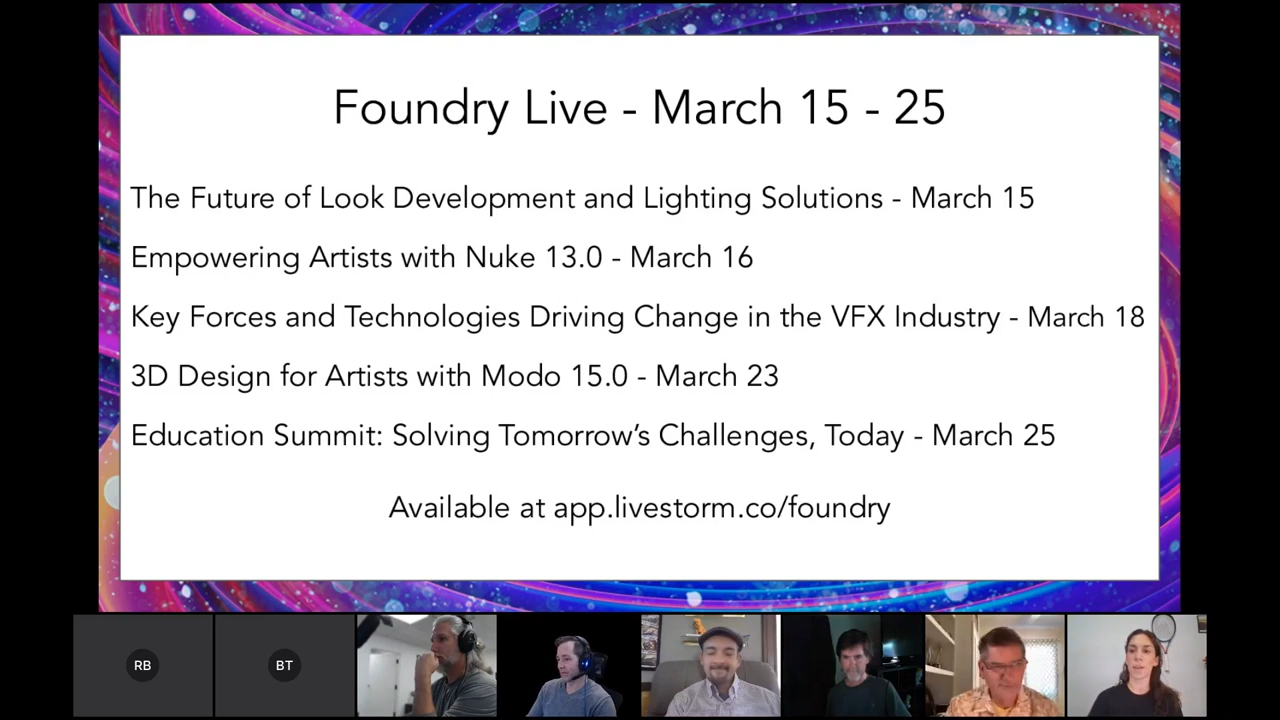 Foundry Live - March 15 - 25
The Future of Look Development and Lighting Solutions - March 15
Empowering Artists with Nuke 13.0 - March 16
Key Forces and Technologies Driving Change in the VFX Industry - March 18
3D Design for Artists with Modo 15.0 - March 23
Education Summit: Solving Tomorrow’s Challenges, Today - March 25
Available at app.livestorm.co/foundry
RB
BT